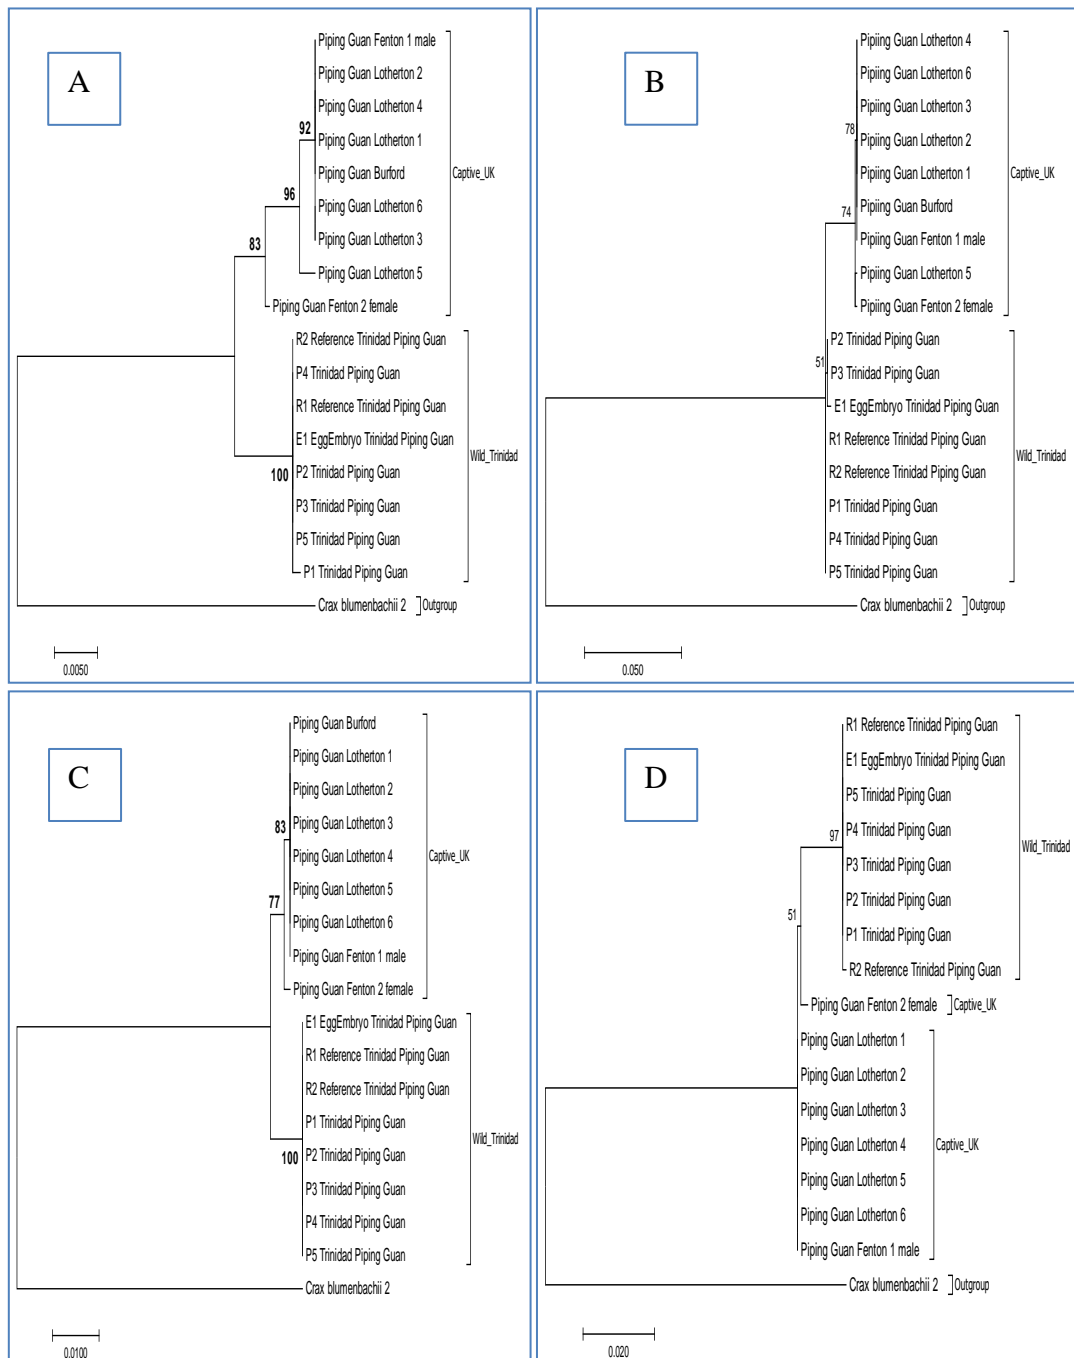 A
Piping Guan Fenton 1 male
Piping Guan Lotherton 2
Piping Guan Lotherton 4
92
Piping Guan Lotherton 1
Piping Guan Burford
Captive_UK
96
Piping Guan Lotherton 6
83
Piping Guan Lotherton 3
Piping Guan Lotherton 5
Piping Guan Fenton 2 female
R2 Reference Trinidad Piping Guan
P4 Trinidad Piping Guan
R1 Reference Trinidad Piping Guan
E1 EggEmbryo Trinidad Piping Guan
Wild_Trinidad
100
P2 Trinidad Piping Guan
P3 Trinidad Piping Guan
P5 Trinidad Piping Guan
P1 Trinidad Piping Guan
Crax blumenbachii 2
Outgroup
0.0050
B
Pipiing Guan Lotherton 4
Pipiing Guan Lotherton 6
Pipiing Guan Lotherton 3
78
Pipiing Guan Lotherton 2
Pipiing Guan Lotherton 1
Captive_UK
74
Pipiing Guan Burford
Pipiing Guan Fenton 1 male
Pipiing Guan Lotherton 5
Pipiing Guan Fenton 2 female
P2 Trinidad Piping Guan
51
P3 Trinidad Piping Guan
E1 EggEmbryo Trinidad Piping Guan
R1 Reference Trinidad Piping Guan
Wild_Trinidad
R2 Reference Trinidad Piping Guan
P1 Trinidad Piping Guan
P4 Trinidad Piping Guan
P5 Trinidad Piping Guan
Crax blumenbachii 2
Outgroup
0.050
C
Piping Guan Burford
Piping Guan Lotherton 1
Piping Guan Lotherton 2
83
Piping Guan Lotherton 3
Piping Guan Lotherton 4
Captive_UK
77
Piping Guan Lotherton 5
Piping Guan Lotherton 6
Piping Guan Fenton 1 male
Piping Guan Fenton 2 female
E1 EggEmbryo Trinidad Piping Guan
R1 Reference Trinidad Piping Guan
R2 Reference Trinidad Piping Guan
P1 Trinidad Piping Guan
Wild_Trinidad
100
P2 Trinidad Piping Guan
P3 Trinidad Piping Guan
P4 Trinidad Piping Guan
P5 Trinidad Piping Guan
Crax blumenbachii 2
0.0100
D
R1 Reference Trinidad Piping Guan
E1 EggEmbryo Trinidad Piping Guan
P5 Trinidad Piping Guan
97
P4 Trinidad Piping Guan
Wild_Trinidad
P3 Trinidad Piping Guan
P2 Trinidad Piping Guan
51
P1 Trinidad Piping Guan
R2 Reference Trinidad Piping Guan
Piping Guan Fenton 2 female
Captive_UK
Piping Guan Lotherton 1
Piping Guan Lotherton 2
Piping Guan Lotherton 3
Piping Guan Lotherton 4
Captive_UK
Piping Guan Lotherton 5
Piping Guan Lotherton 6
Piping Guan Fenton 1 male
Crax blumenbachii 2
Outgroup
0.020